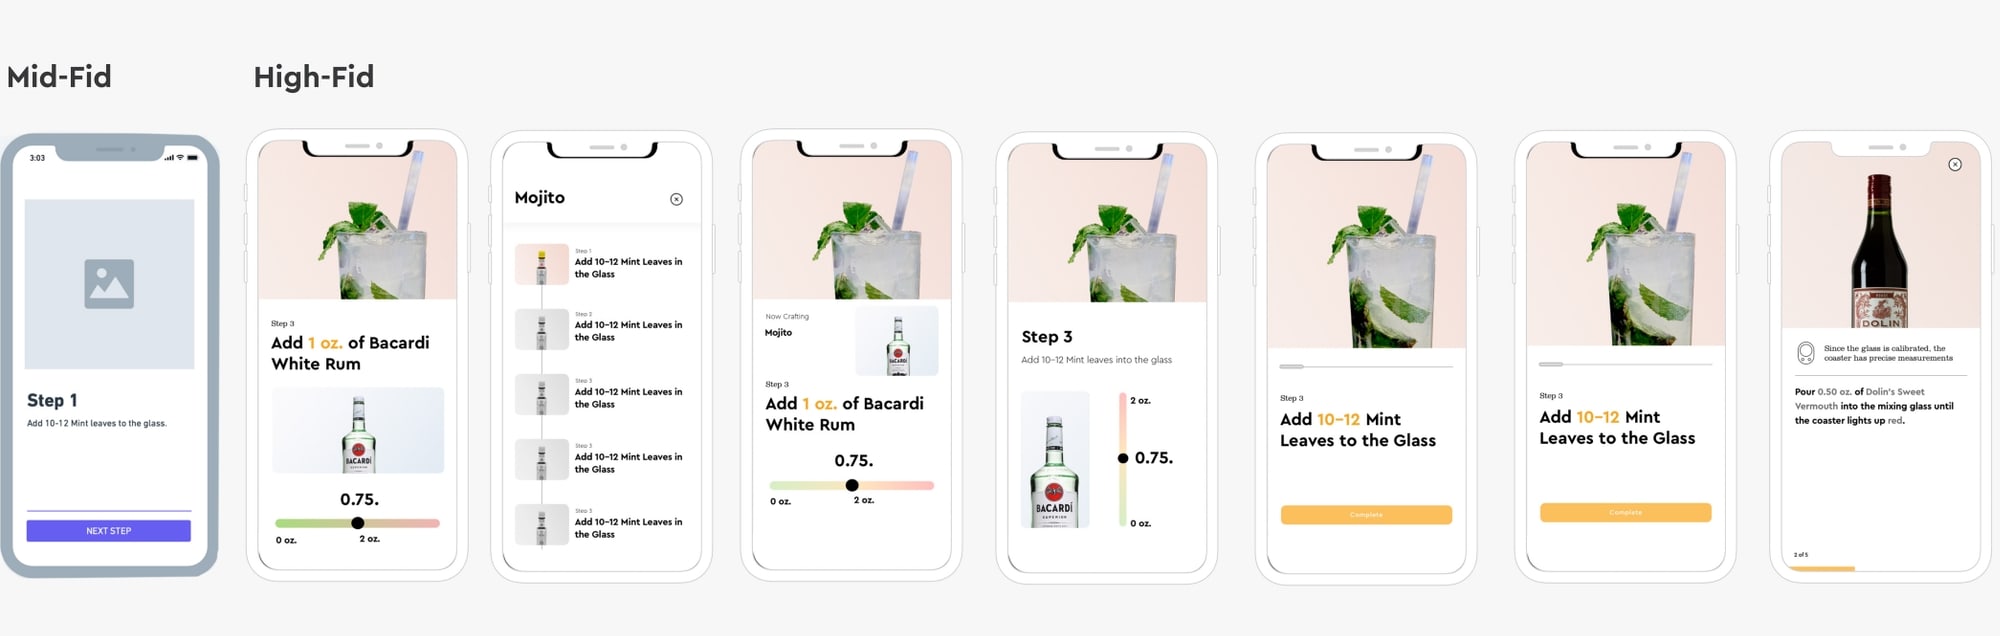 Mid-Fid
High-Fid
3:03
Step 1
Add 10-12 Mint leaves to the glass.
NEXT STEP
Step 3
Add 1 oz. of Bacardi
White Rum
BACARDÍ
0.75.
0 oz.
2 oz.
Mojito
Step 1
Add 10-12 Mint Leaves in
the Glass
Step 2
Add 10-12 Mint Leaves in
the Glass
Step 3
Add 10-12 Mint Leaves in
the Glass
Step 3
Add 10-12 Mint Leaves in
the Glass
Step 3
Add 10-12 Mint Leaves in
the Glass
Now Crafting
Mojito
BACARDÍ
Step 3
Add 1 oz. of Bacardi
White Rum
0.75.
0 oz.
2 oz.
Step 3
Add 10-12 Mint leaves into the glass
2 oz.
0.75.
0 oz.
BACARDÍ
SUPERIOR
Step 3
Add 10-12 Mint
Leaves to the Glass
Complete
Step 3
Add 10-12 Mint
Leaves to the Glass
Complete
DOLIN
Since the glass is calibrated, the
coaster has precise measurements
Pour 0.50 oz. of Dolin's Sweet
Vermouth into the mixing glass until
the coaster lights up red.
2 of 5